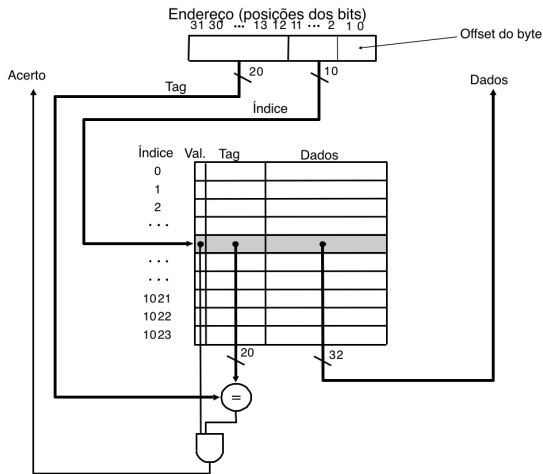 Endereço (posições dos bits)
31 30 ... 13 12 11 ... 2 1 0
Offset do byte
20
10
Acerto
Tag
Dados
Índice
Índice Val. Tag Dados
0
1
2
...
...
...
1021
1022
1023
20
32
=